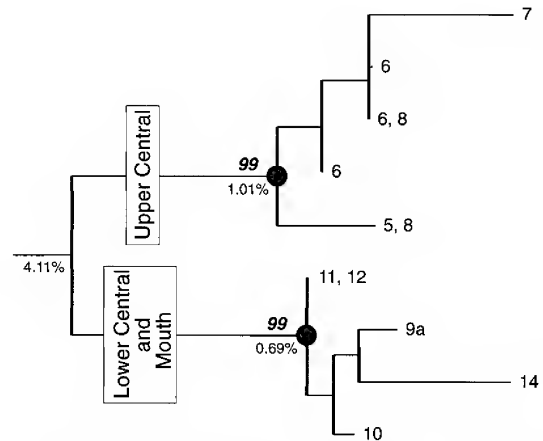 7
6
6, 8
Upper Central
99
1.01%
6
5, 8
4.11%
11, 12
Lower Central
and
Mouth
99
0.69%
9a
14
10